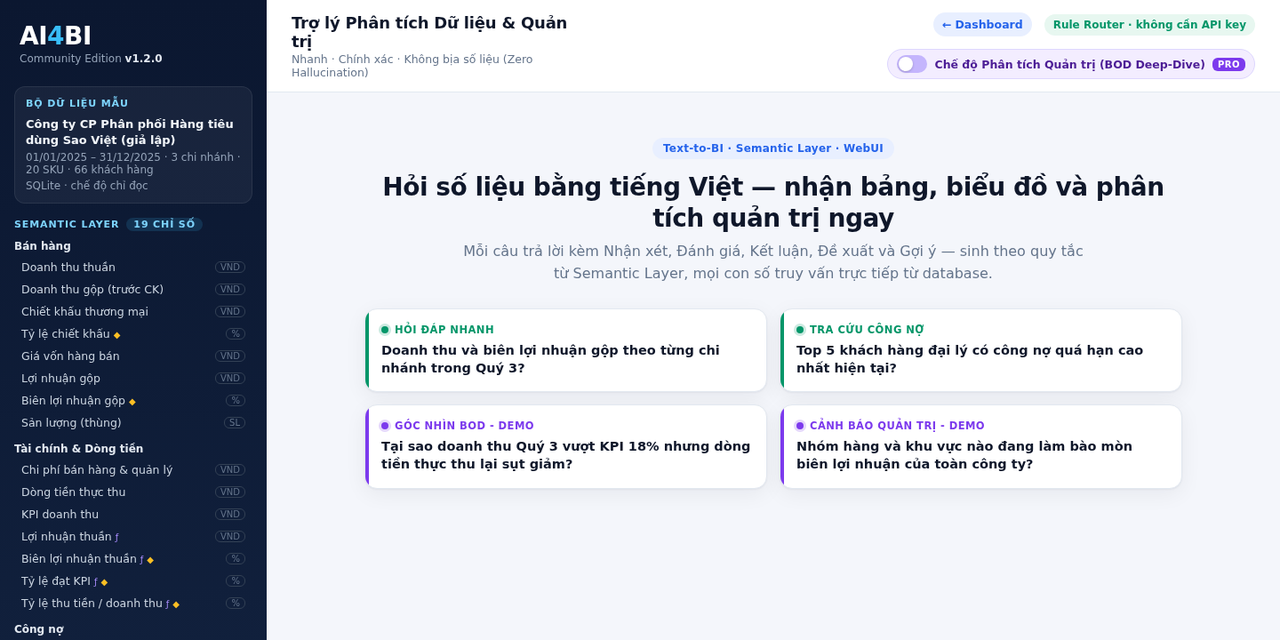 AI4BI
Community Edition v1.2.0
BỘ DỮ LIỆU MẪU
Công ty CP Phân phối Hàng tiêu
dùng Sao Việt (giả lập)
01/01/2025 – 31/12/2025 · 3 chi nhánh ·
20 SKU · 66 khách hàng
SQLite · chế độ chỉ đọc
SEMANTIC LAYER 19 CHỈ SỐ
Bán hàng
Doanh thu thuần VND
Doanh thu gộp (trước CK) VND
Chiết khấu thương mại VND
Tỷ lệ chiết khấu ◆ %
Giá vốn hàng bán VND
Lợi nhuận gộp VND
Biên lợi nhuận gộp ◆ %
Sản lượng (thùng) SL
Tài chính & Dòng tiền
Chi phí bán hàng & quản lý VND
Dòng tiền thực thu VND
KPI doanh thu VND
Lợi nhuận thuần ƒ VND
Biên lợi nhuận thuần ƒ ◆ %
Tỷ lệ đạt KPI ƒ ◆ %
Tỷ lệ thu tiền / doanh thu ƒ ◆ %
Công nợ
Trợ lý Phân tích Dữ liệu & Quản
trị
Nhanh · Chính xác · Không bịa số liệu (Zero
Hallucination)
← Dashboard
Rule Router · không cần API key
Chế độ Phân tích Quản trị (BOD Deep-Dive) PRO
Text-to-BI · Semantic Layer · WebUI
Hỏi số liệu bằng tiếng Việt — nhận bảng, biểu đồ và phân
tích quản trị ngay
Mỗi câu trả lời kèm Nhận xét, Đánh giá, Kết luận, Đề xuất và Gợi ý — sinh theo quy tắc
từ Semantic Layer, mọi con số truy vấn trực tiếp từ database.
HỎI ĐÁP NHANH
Doanh thu và biên lợi nhuận gộp theo từng chi
nhánh trong Quý 3?
TRA CỨU CÔNG NỢ
Top 5 khách hàng đại lý có công nợ quá hạn cao
nhất hiện tại?
GÓC NHÌN BOD - DEMO
Tại sao doanh thu Quý 3 vượt KPI 18% nhưng dòng
tiền thực thu lại sụt giảm?
CẢNH BÁO QUẢN TRỊ - DEMO
Nhóm hàng và khu vực nào đang làm bào mòn
biên lợi nhuận của toàn công ty?